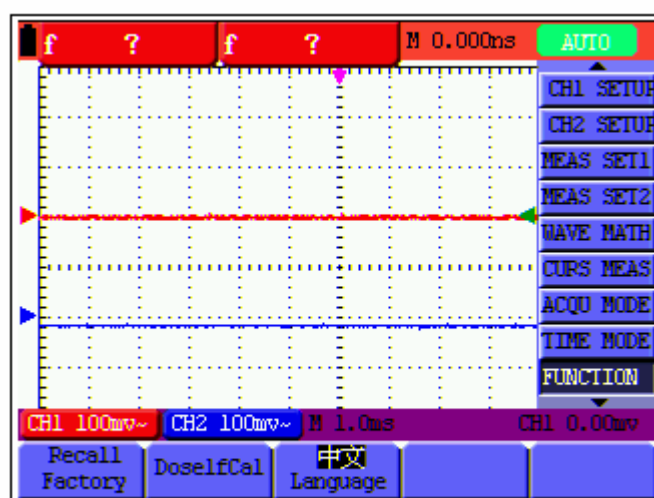 f ? f ? M 0.000ns AUTO
CH1 SETUP
CH2 SETUP
MEAS SET1
MEAS SET2
WAVE MATH
CURS MEAS
ACQU MODE
TIME MODE
FUNCTION
CH1 100mv~ CH2 100mv~ M 1.0ms CH1 0.00mv
Recall
Factory
DoselfCal
中文
Language